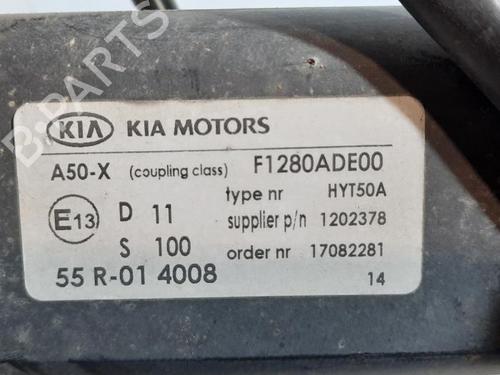 KIA KIA MOTORS
A50-X (coupling class) F1280ADE00
type nr HYT50A
E13 D 11 supplier p/n 1202378
S 100 order nr 17082281
55 R-01 4008 14
B-PARTS